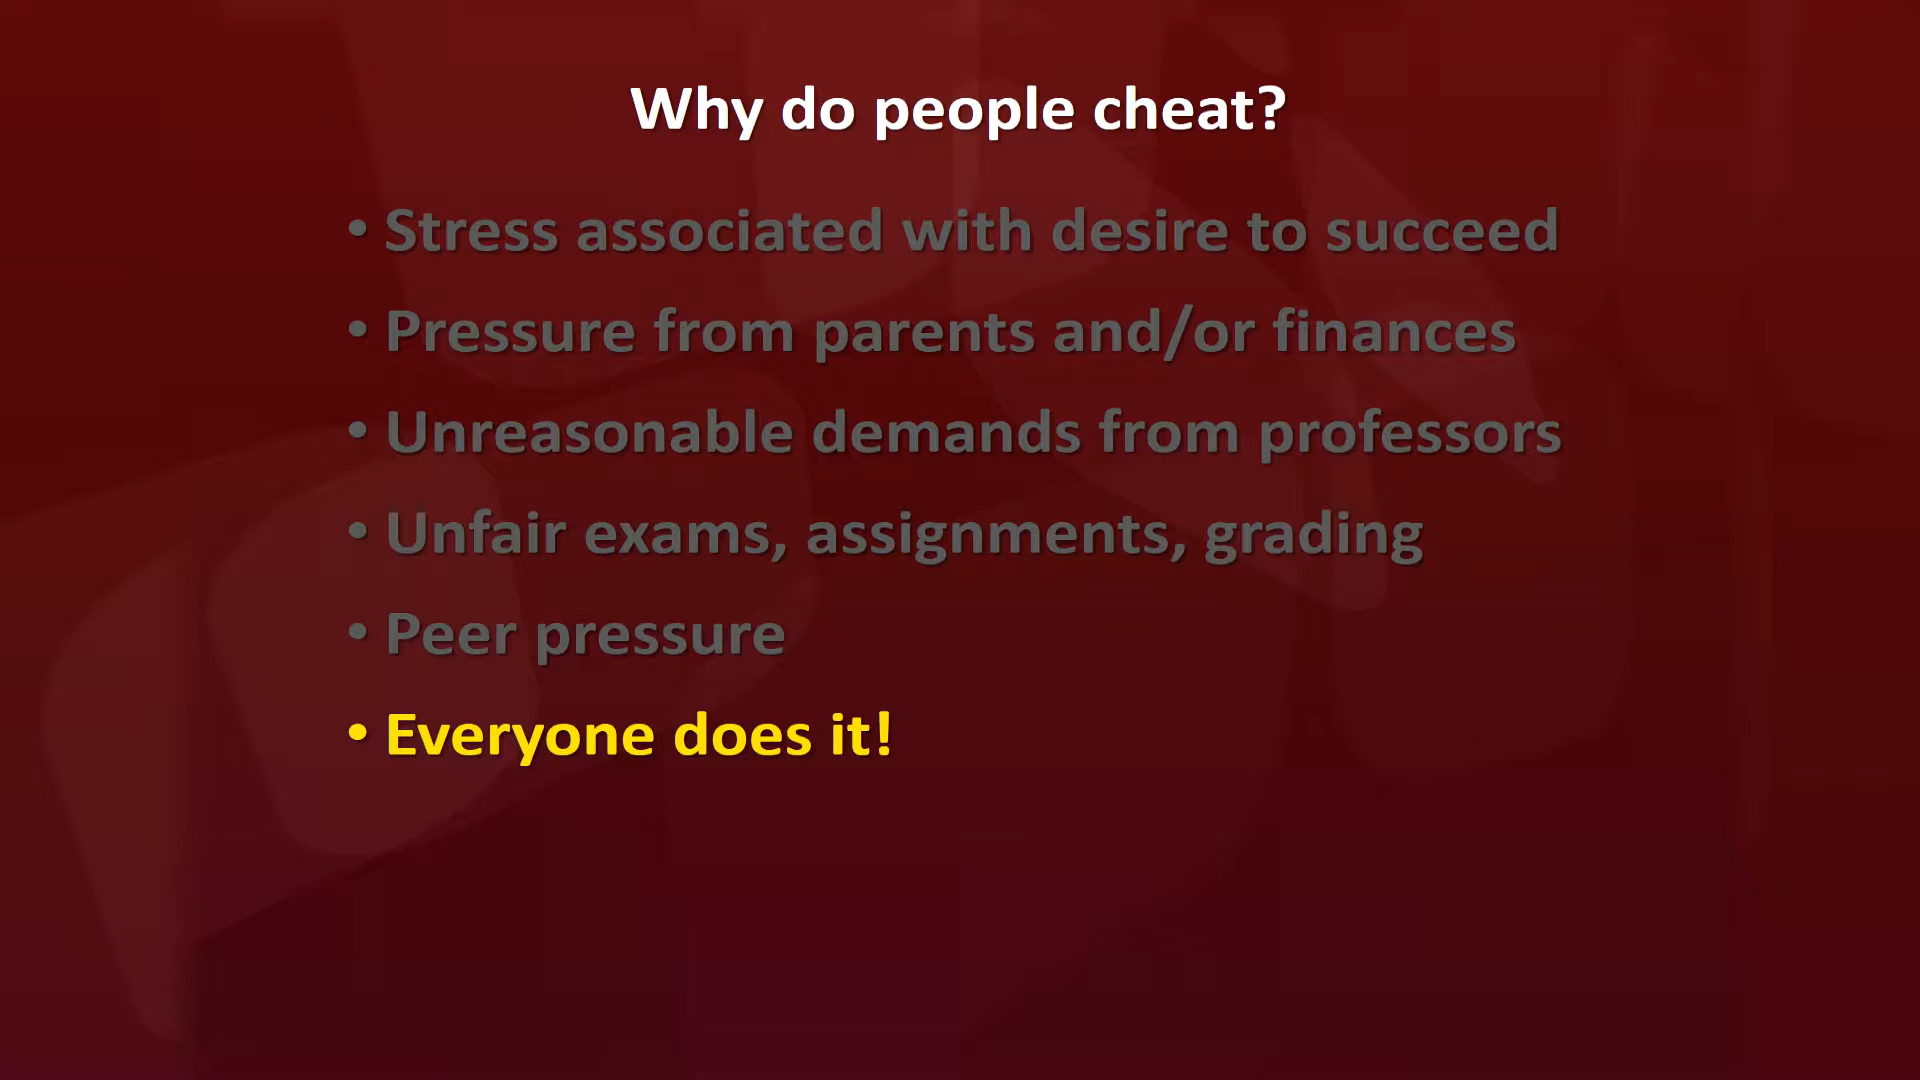 Why do people cheat?
• Stress associated with desire to succeed
• Pressure from parents and/or finances
• Unreasonable demands from professors
• Unfair exams, assignments, grading
• Peer pressure
• Everyone does it!